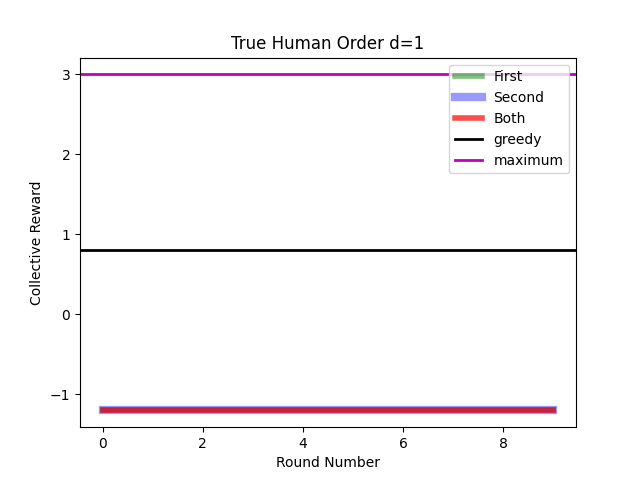 True Human Order d=1
Collective Reward
3
2
1
0
−1
First
Second
Both
greedy
maximum
0 2 4 6 8
Round Number